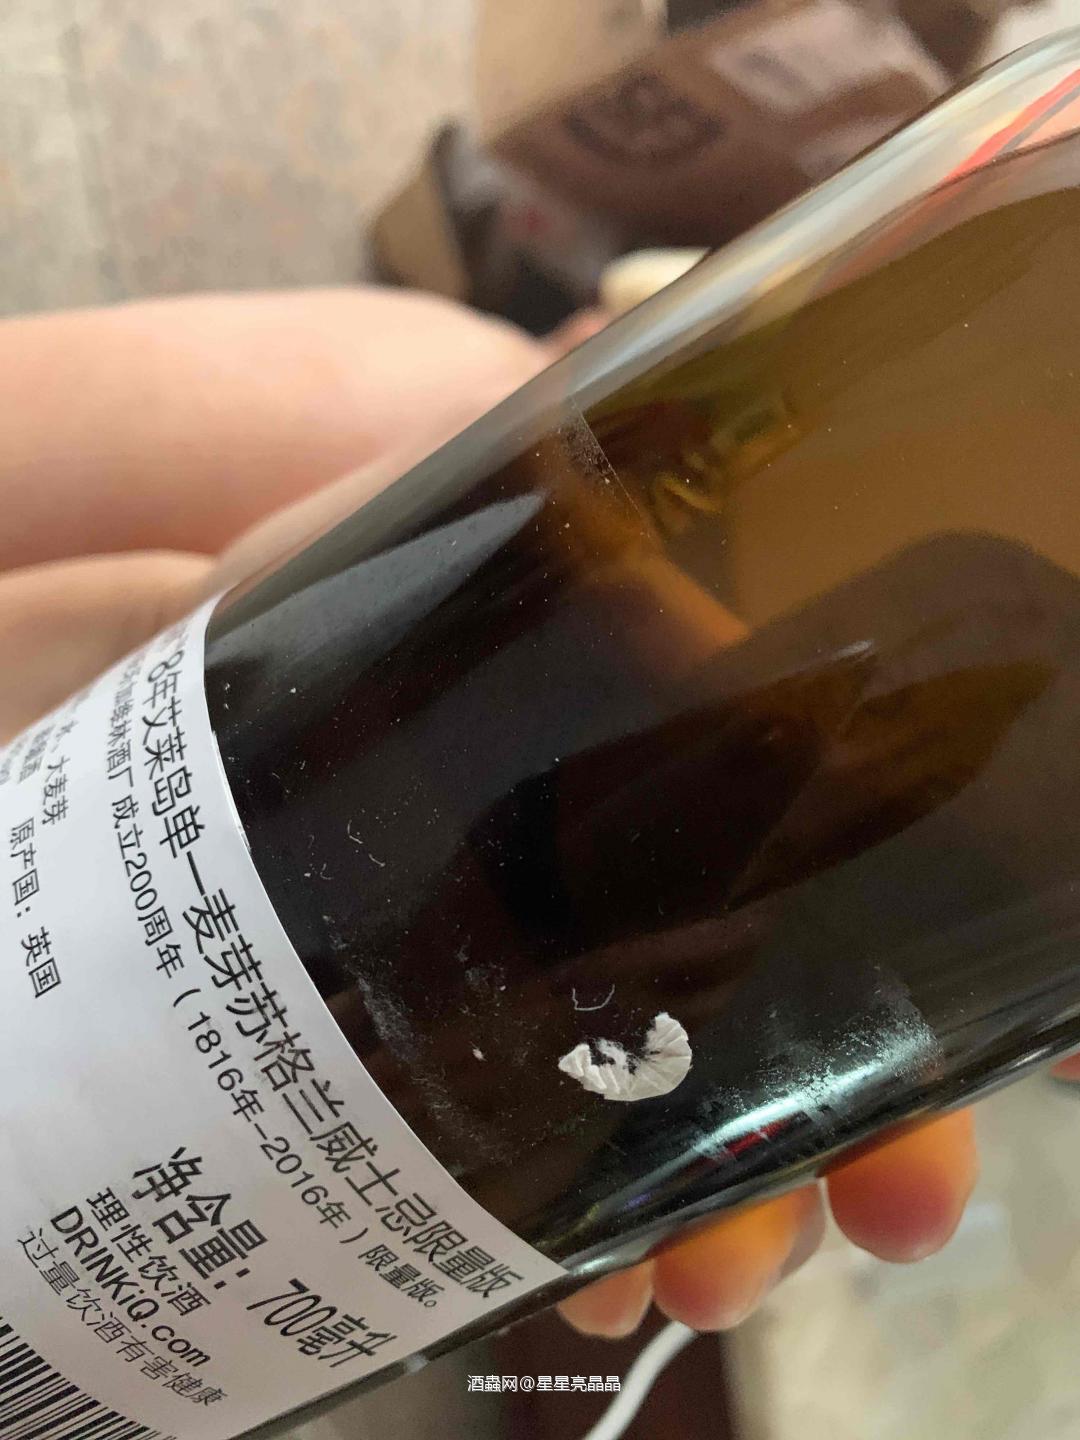 8年艾莱岛单一麦芽苏格兰威士忌限量版
酒厂 成立200周年（1816年-2016年）限量版。
水、大麦芽
原产国：英国
净含量：700毫升
理性饮酒
DRINKiQ.com
过量饮酒有害健康
酒蟲网@星星亮晶晶